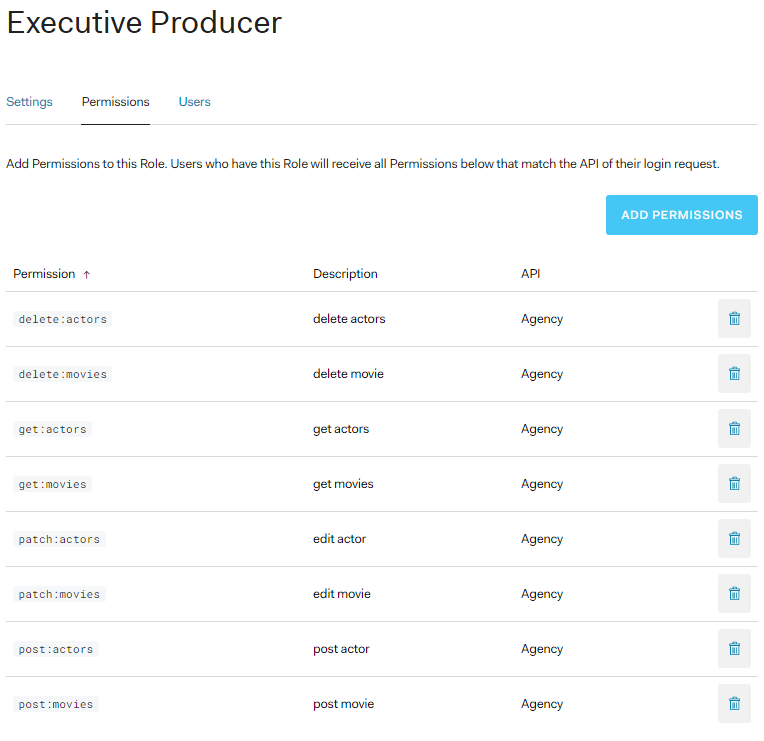 Executive Producer
Settings Permissions Users
Add Permissions to this Role. Users who have this Role will receive all Permissions below that match the API of their login request.
ADD PERMISSIONS
Permission ↑ Description API
delete:actors delete actors Agency
delete:movies delete movie Agency
get:actors get actors Agency
get:movies get movies Agency
patch:actors edit actor Agency
patch:movies edit movie Agency
post:actors post actor Agency
post:movies post movie Agency